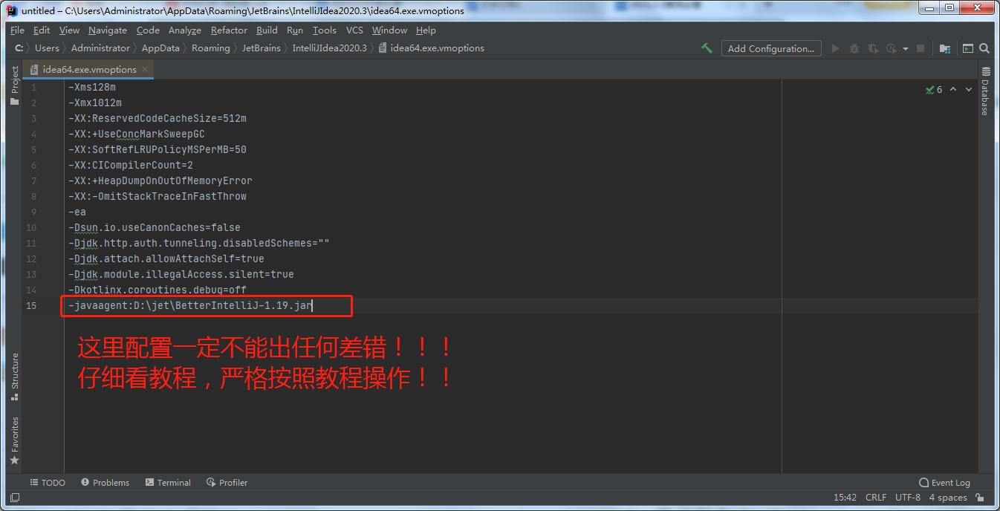 untitled – C:\Users\Administrator\AppData\Roaming\JetBrains\IntelliJIdea2020.3\idea64.exe.vmoptions
File Edit View Navigate Code Analyze Refactor Build Run Tools VCS Window Help
C: Users Administrator AppData Roaming JetBrains IntelliJIdea2020.3 idea64.exe.vmoptions Add Configuration...
idea64.exe.vmoptions
Project
Structure
Favorites
1 -Xms128m
2 -Xmx1012m
3 -XX:ReservedCodeCacheSize=512m
4 -XX:+UseConcMarkSweepGC
5 -XX:SoftRefLRUPolicyMSPerMB=50
6 -XX:CICompilerCount=2
7 -XX:+HeapDumpOnOutOfMemoryError
8 -XX:-OmitStackTraceInFastThrow
9 -ea
10 -Dsun.io.useCanonCaches=false
11 -Djdk.http.auth.tunneling.disabledSchemes=""
12 -Djdk.attach.allowAttachSelf=true
13 -Djdk.module.illegalAccess.silent=true
14 -Dkotlinx.coroutines.debug=off
15 -javaagent:D:\jet\BetterIntelliJ-1.19.jar
这里配置一定不能出任何差错！！！
仔细看教程，严格按照教程操作！！
6
Database
TODO Problems Terminal Profiler Event Log
15:42 CRLF UTF-8 4 spaces